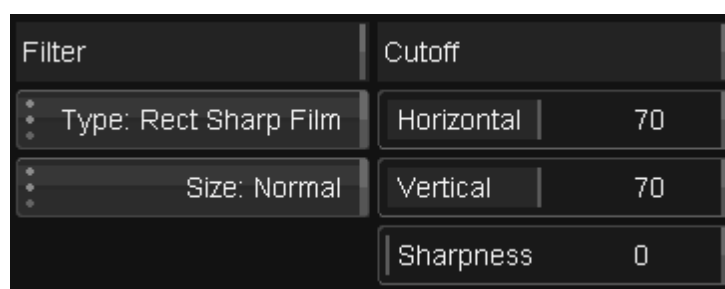 Filter
Cutoff
Type: Rect Sharp Film
Horizontal 70
Size: Normal
Vertical 70
Sharpness 0